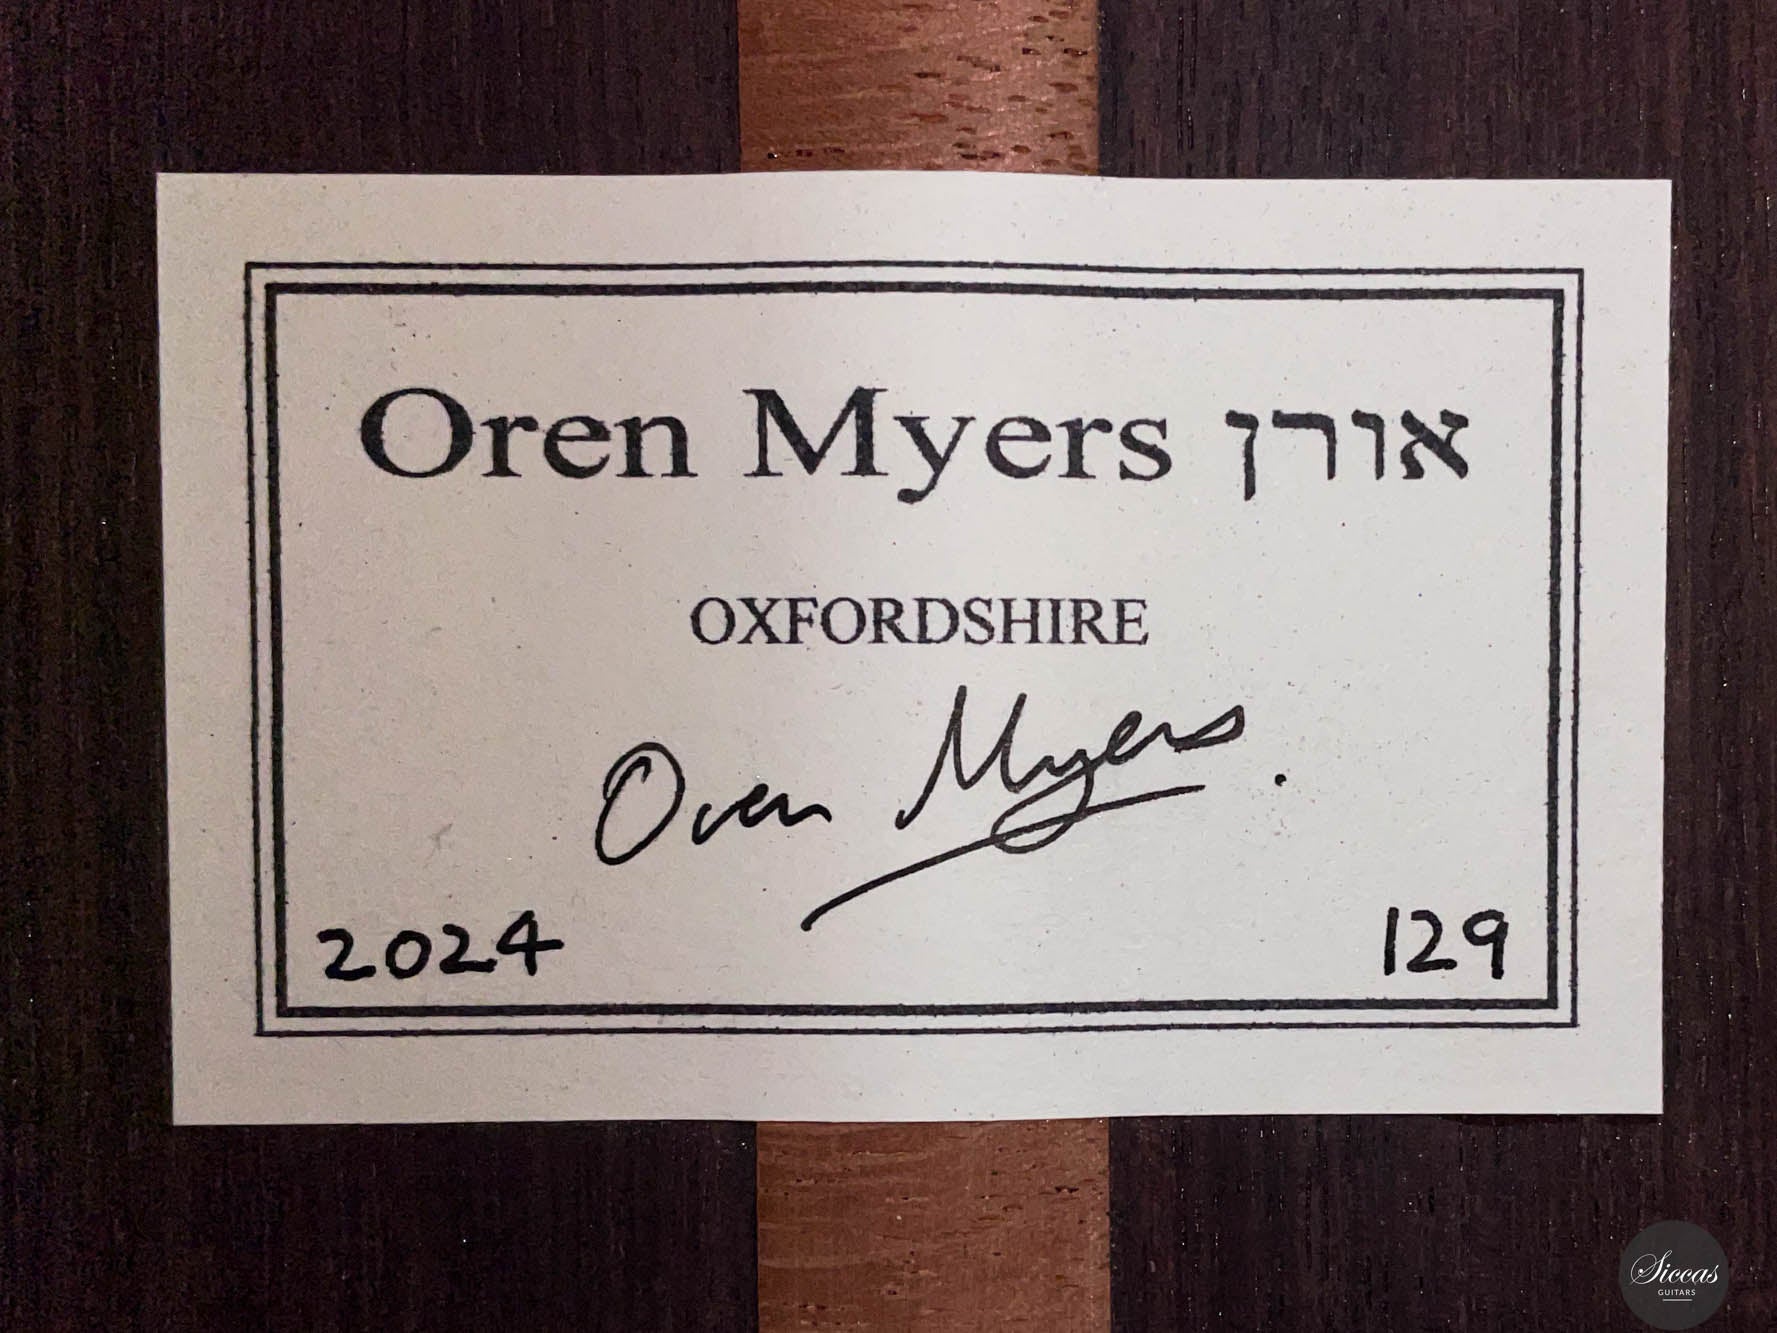 Oren Myers אורן
OXFORDSHIRE
Oren Myers.
2024 129
Siccas
GUITARS